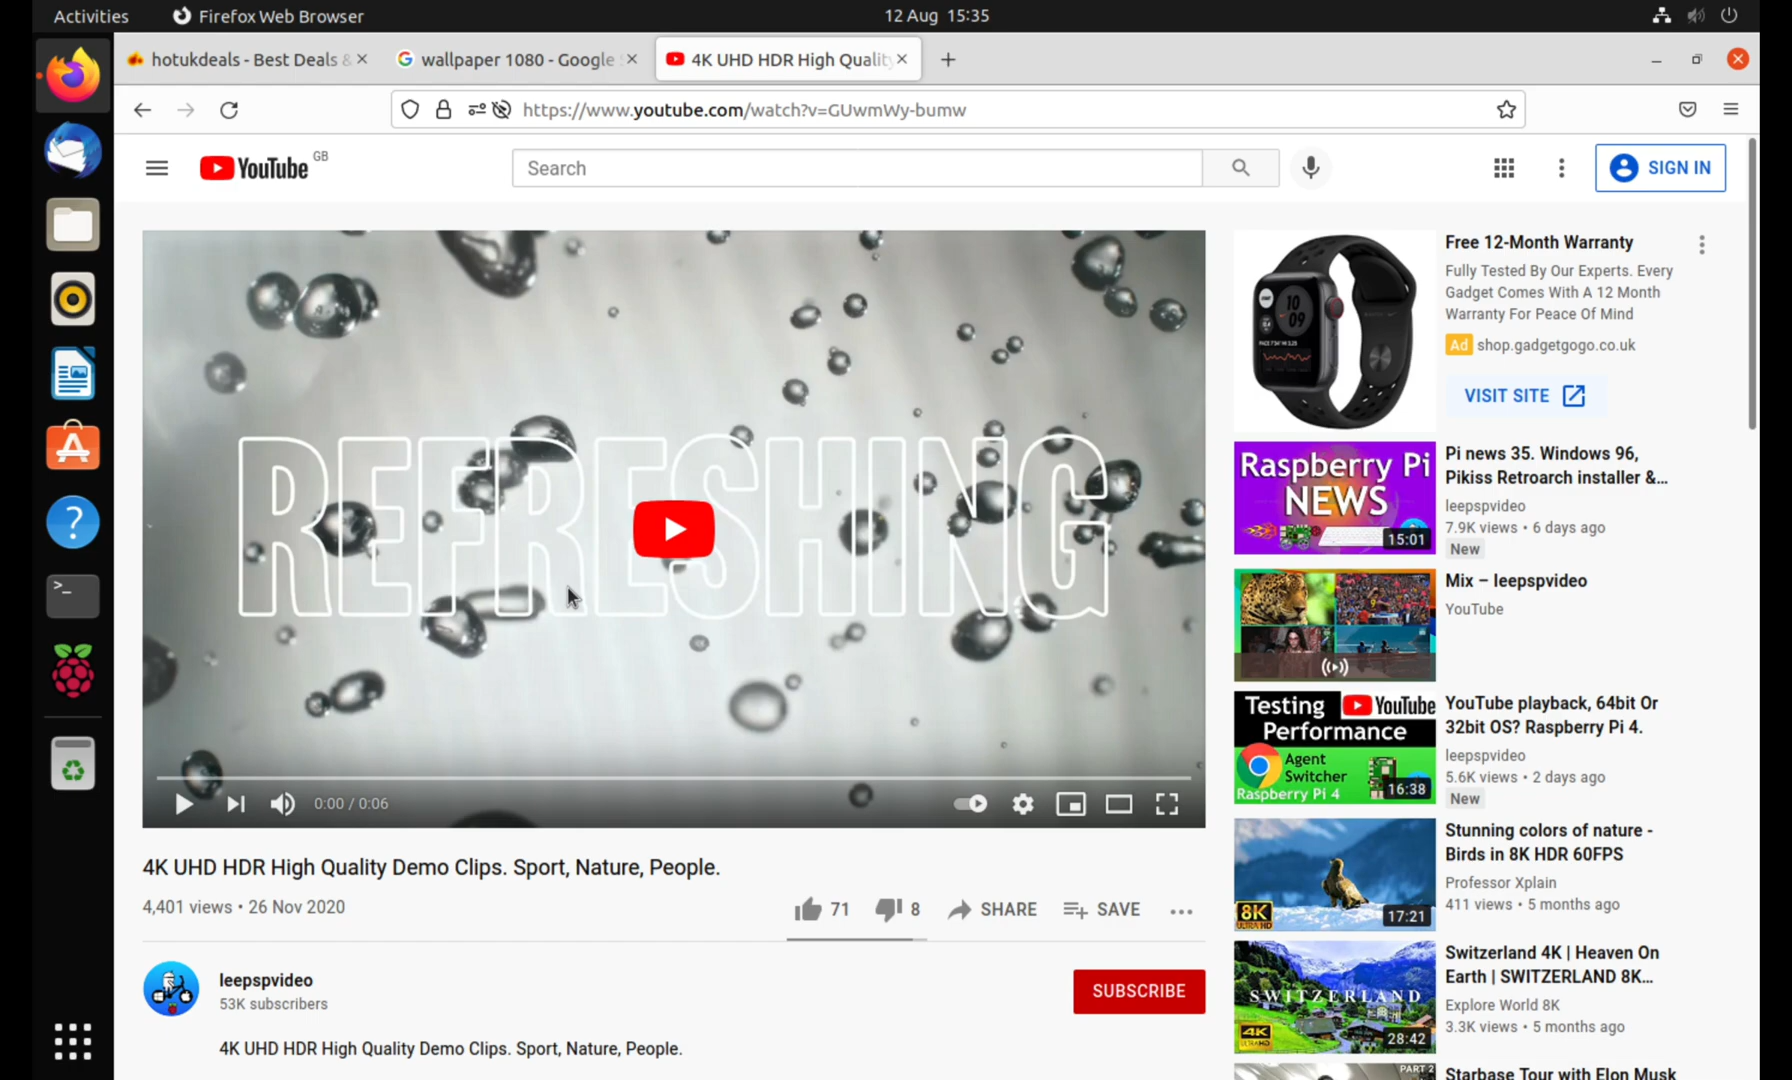 Activities
Firefox Web Browser
12 Aug 15:35
hotukdeals - Best Deals &
wallpaper 1080 - Google
4K UHD HDR High Quality
https://www.youtube.com/watch?v=GUwmWy-bumw
YouTube GB
Search
SIGN IN
REFRESHING
0:00 / 0:06
4K UHD HDR High Quality Demo Clips. Sport, Nature, People.
4,401 views • 26 Nov 2020
71
8
SHARE
SAVE
leepspvideo
53K subscribers
SUBSCRIBE
4K UHD HDR High Quality Demo Clips. Sport, Nature, People.
Free 12-Month Warranty
Fully Tested By Our Experts. Every
Gadget Comes With A 12 Month
Warranty For Peace Of Mind
Ad shop.gadgetgogo.co.uk
VISIT SITE
10
09
Raspberry Pi
NEWS
15:01
Pi news 35. Windows 96,
Pikiss Retroarch installer &...
leepspvideo
7.9K views • 6 days ago
New
Mix – leepspvideo
YouTube
Testing YouTube
Performance
Agent
Switcher
Raspberry Pi 4
16:38
YouTube playback, 64bit Or
32bit OS? Raspberry Pi 4.
leepspvideo
5.6K views • 2 days ago
New
8K
ULTRA HD
17:21
Stunning colors of nature -
Birds in 8K HDR 60FPS
Professor Xplain
411 views • 5 months ago
SWITZERLAND
4K
ULTRA HD
28:42
Switzerland 4K | Heaven On
Earth | SWITZERLAND 8K...
Explore World 8K
3.3K views • 5 months ago
PART 2
Starbase Tour with Elon Musk